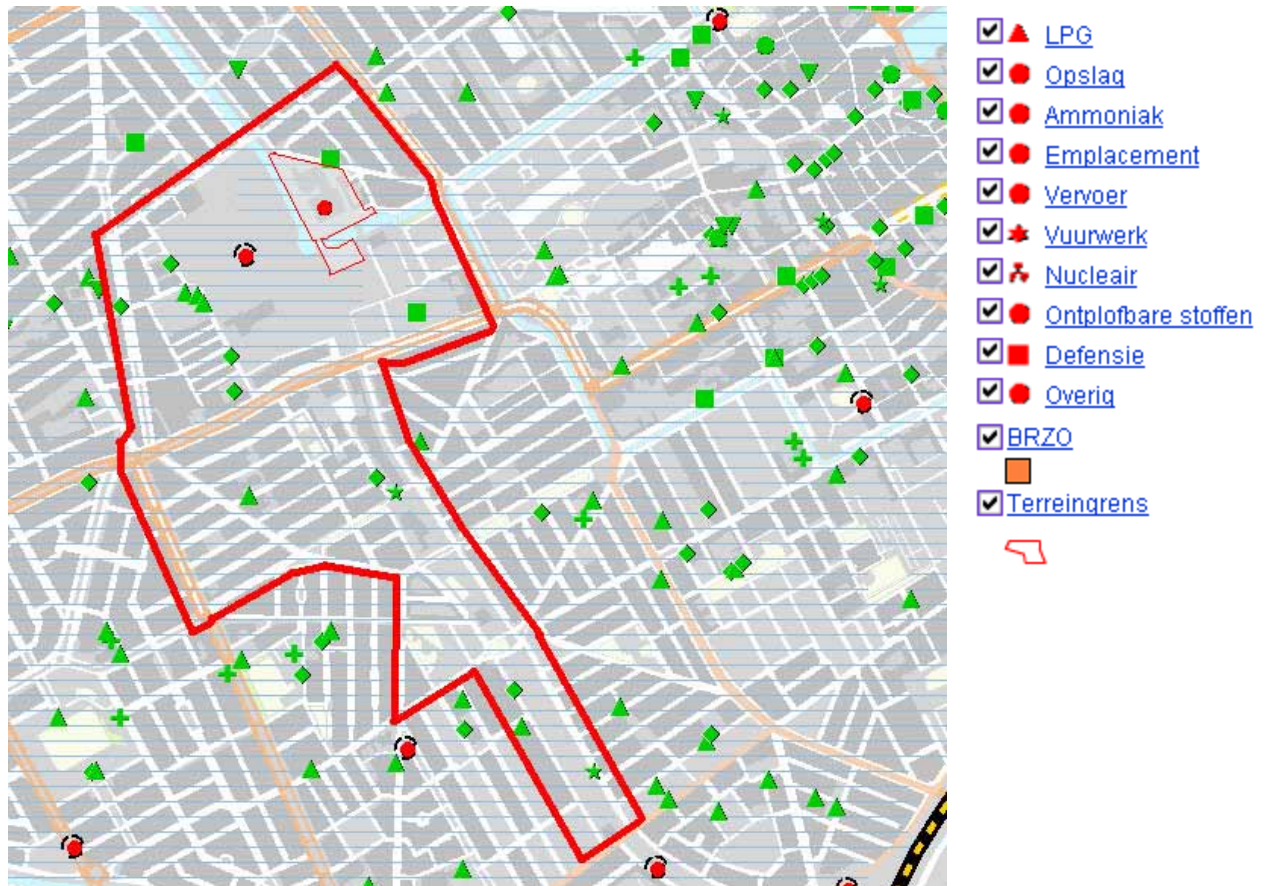 LPG
Opslag
Ammoniak
Emplacement
Vervoer
Vuurwerk
Nucleair
Ontplofbare stoffen
Defensie
Overig
BRZO
Terreingrens